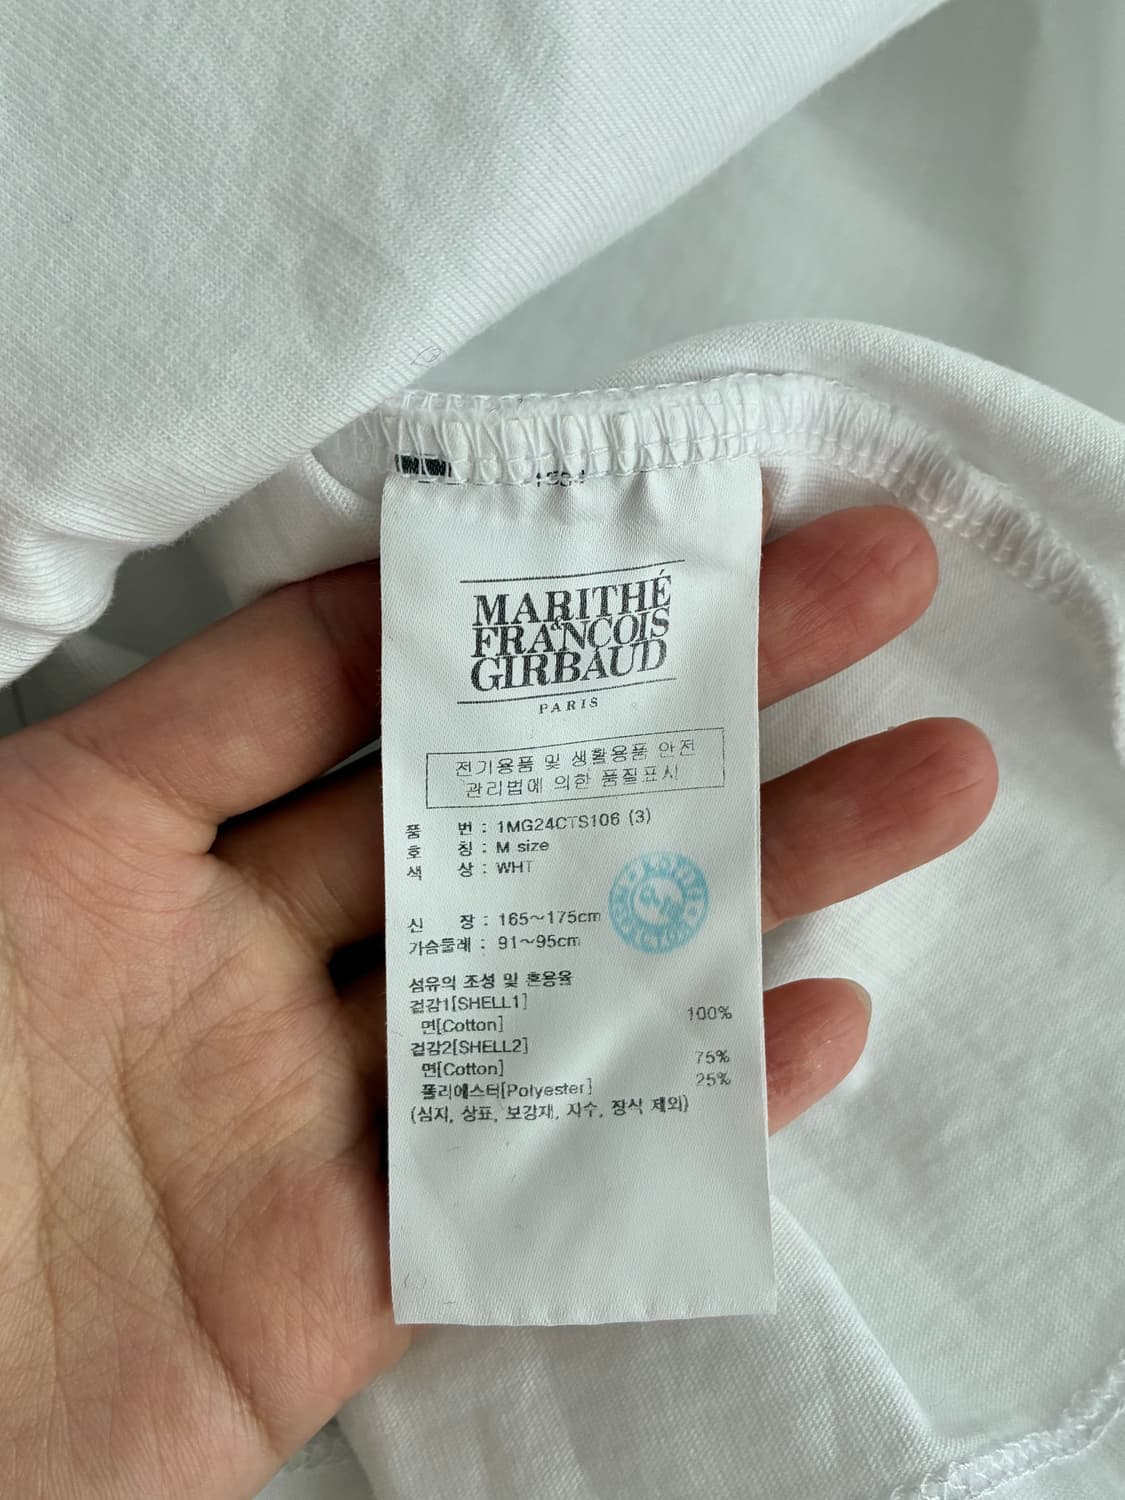 MARITHÉ
&
FRANCOIS
GIRBAUD
PARIS
전기용품 및 생활용품 안전
관리법에 의한 품질표시
품 번 : 1MG24CTS106 (3)
호 칭 : M size
색 상 : WHT
신 장 : 165~175cm
가슴둘레 : 91~95cm
섬유의 조성 및 혼용율
겉감1[SHELL1]
면[Cotton] 100%
겉감2[SHELL2]
면[Cotton] 75%
폴리에스터[Polyester] 25%
(심지, 상표, 보강재, 자수, 장식 제외)